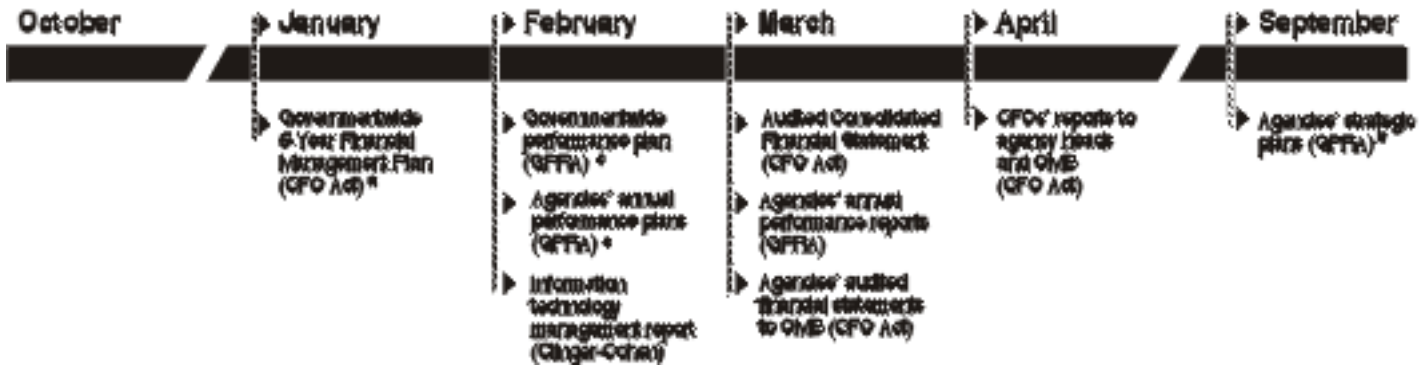 October
January
February
March
April
September
Governmentwide
5-Year Financial
Management Plan
(CFO Act)
Governmentwide
performance plan
(GPRA)
Agencies' annual
performance plans
(GPRA)
Information
technology
management report
(Clinger-Cohen)
Audited Consolidated
Financial Statement
(CFO Act)
Agencies' annual
performance reports
(GPRA)
Agencies' audited
financial statements
to OMB (CFO Act)
CFOs' reports to
agency heads
and OMB
(CFO Act)
Agencies' strategic
plans (GPRA)